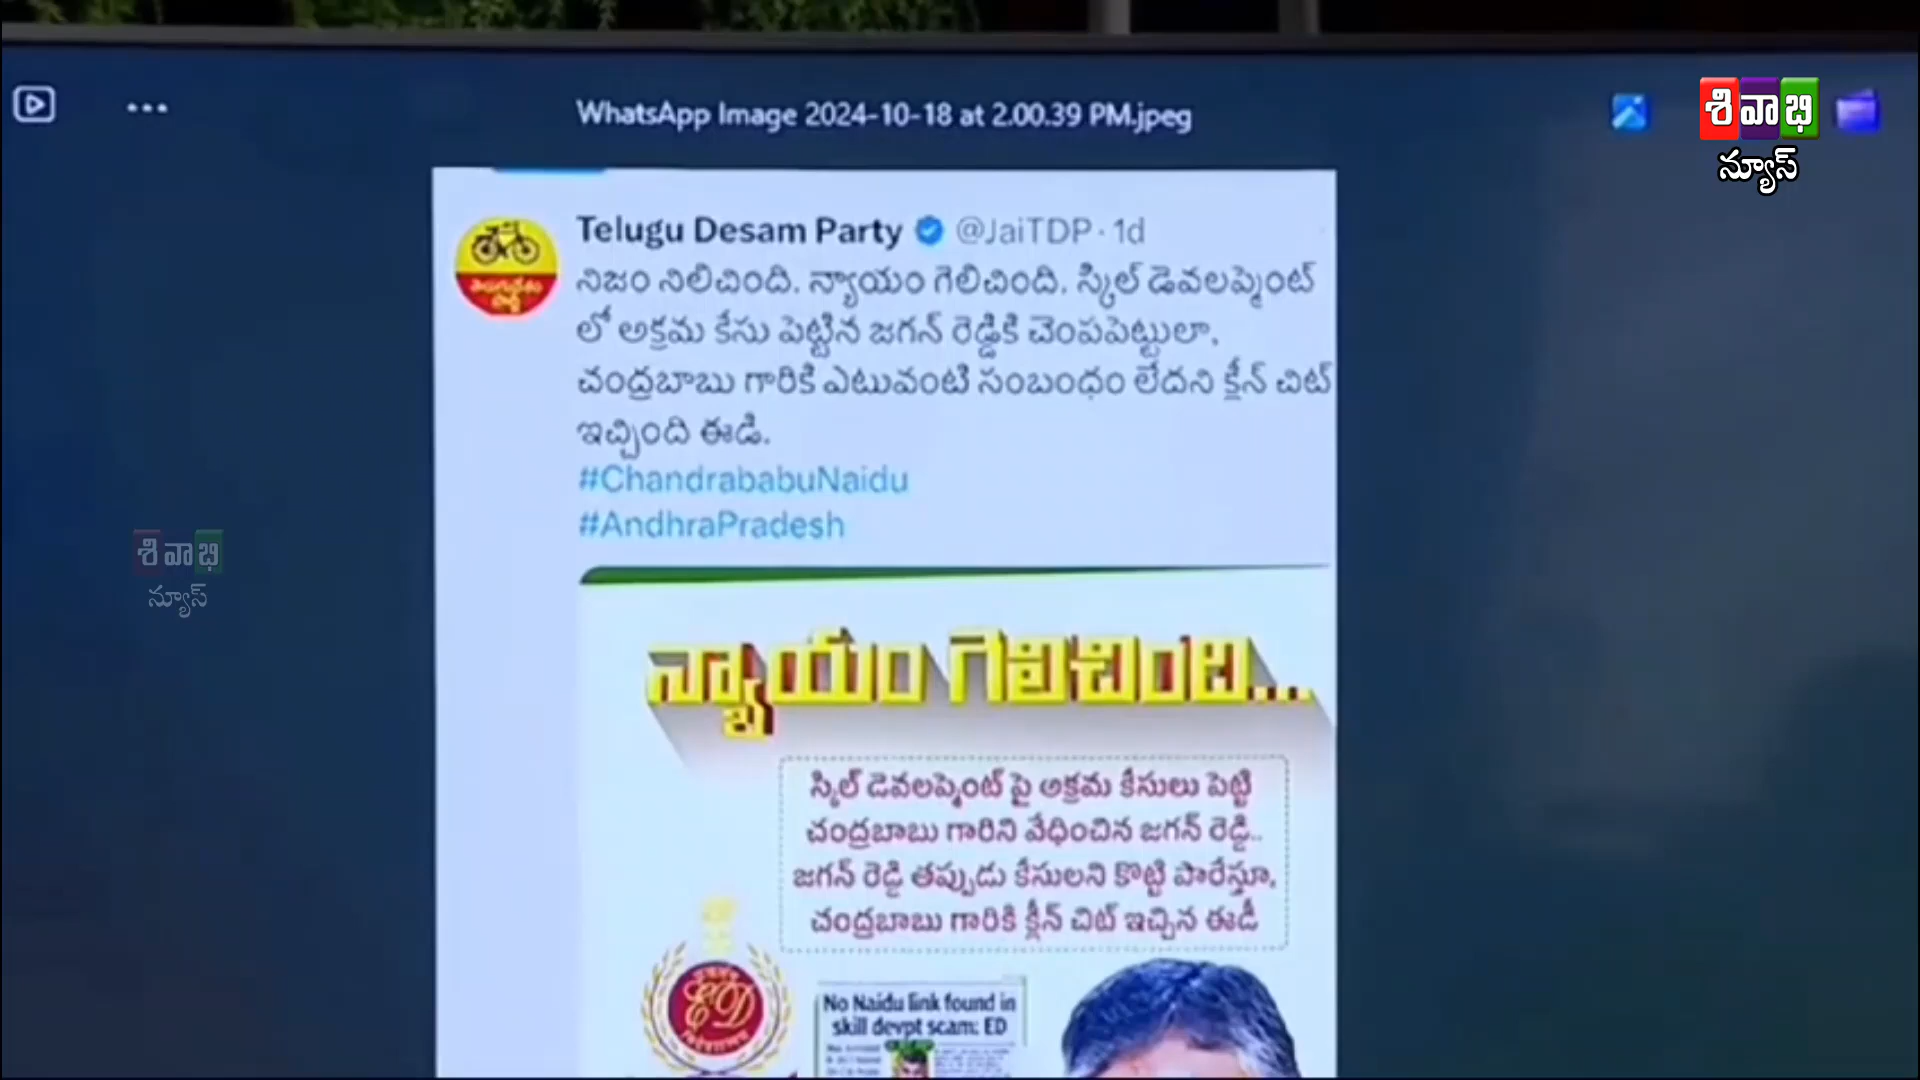 WhatsApp Image 2024-10-18 at 2.00.39 PM.jpeg
శివాభి
న్యూస్
Telugu Desam Party @JaiTDP · 1d
నిజం నిలిచింది. న్యాయం గెలిచింది. స్కిల్ డెవలప్మెంట్
లో అక్రమ కేసు పెట్టిన జగన్ రెడ్డికి చెంపపెట్టులా,
చంద్రబాబు గారికి ఎటువంటి సంబంధం లేదని క్లీన్ చిట్
ఇచ్చింది ఈడి.
#ChandrababuNaidu
#AndhraPradesh
శివాభి
న్యూస్
న్యాయం గెలిచింది....
స్కిల్ డెవలప్మెంట్ పై అక్రమ కేసులు పెట్టి
చంద్రబాబు గారిని వేధించిన జగన్ రెడ్డి..
జగన్ రెడ్డి తప్పుడు కేసులని కొట్టి పారేస్తూ,
చంద్రబాబు గారికి క్లీన్ చిట్ ఇచ్చిన ఈడీ
ED
No Naidu link found in
skill devpt scam: ED